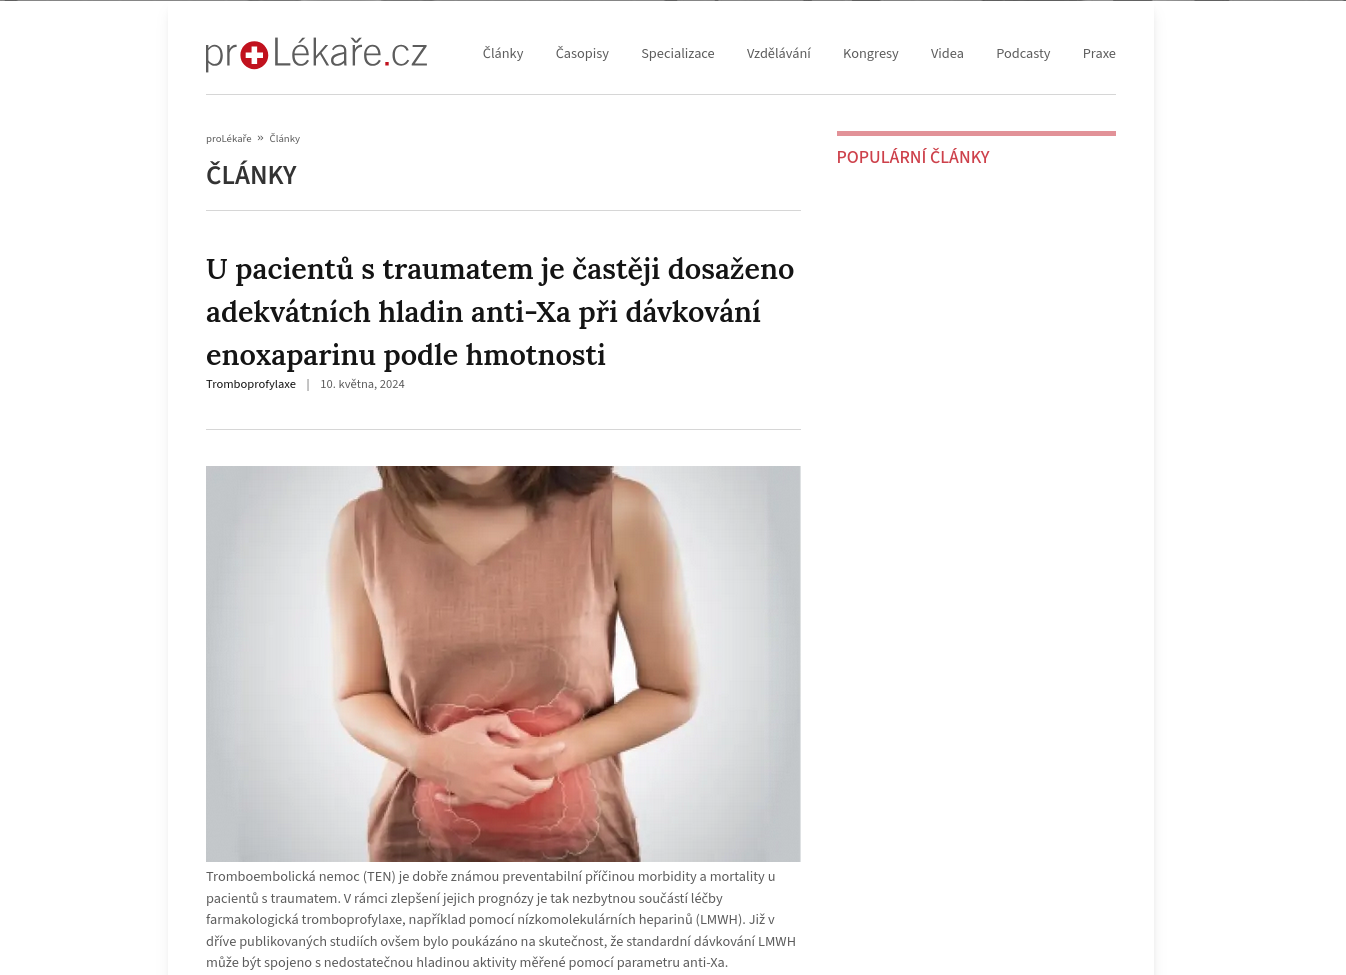 proLékaře.cz
Články Časopisy Specializace Vzdělávání Kongresy Videa Podcasty Praxe
proLékaře » Články
ČLÁNKY
U pacientů s traumatem je častěji dosaženo
adekvátních hladin anti-Xa při dávkování
enoxaparinu podle hmotnosti
Tromboprofylaxe | 10. května, 2024
Tromboembolická nemoc (TEN) je dobře známou preventabilní příčinou morbidity a mortality u
pacientů s traumatem. V rámci zlepšení jejich prognózy je tak nezbytnou součástí léčby
farmakologická tromboprofylaxe, například pomocí nízkomolekulárních heparinů (LMWH). Již v
dříve publikovaných studiích ovšem bylo poukázáno na skutečnost, že standardní dávkování LMWH
může být spojeno s nedostatečnou hladinou aktivity měřené pomocí parametru anti-Xa.
POPULÁRNÍ ČLÁNKY